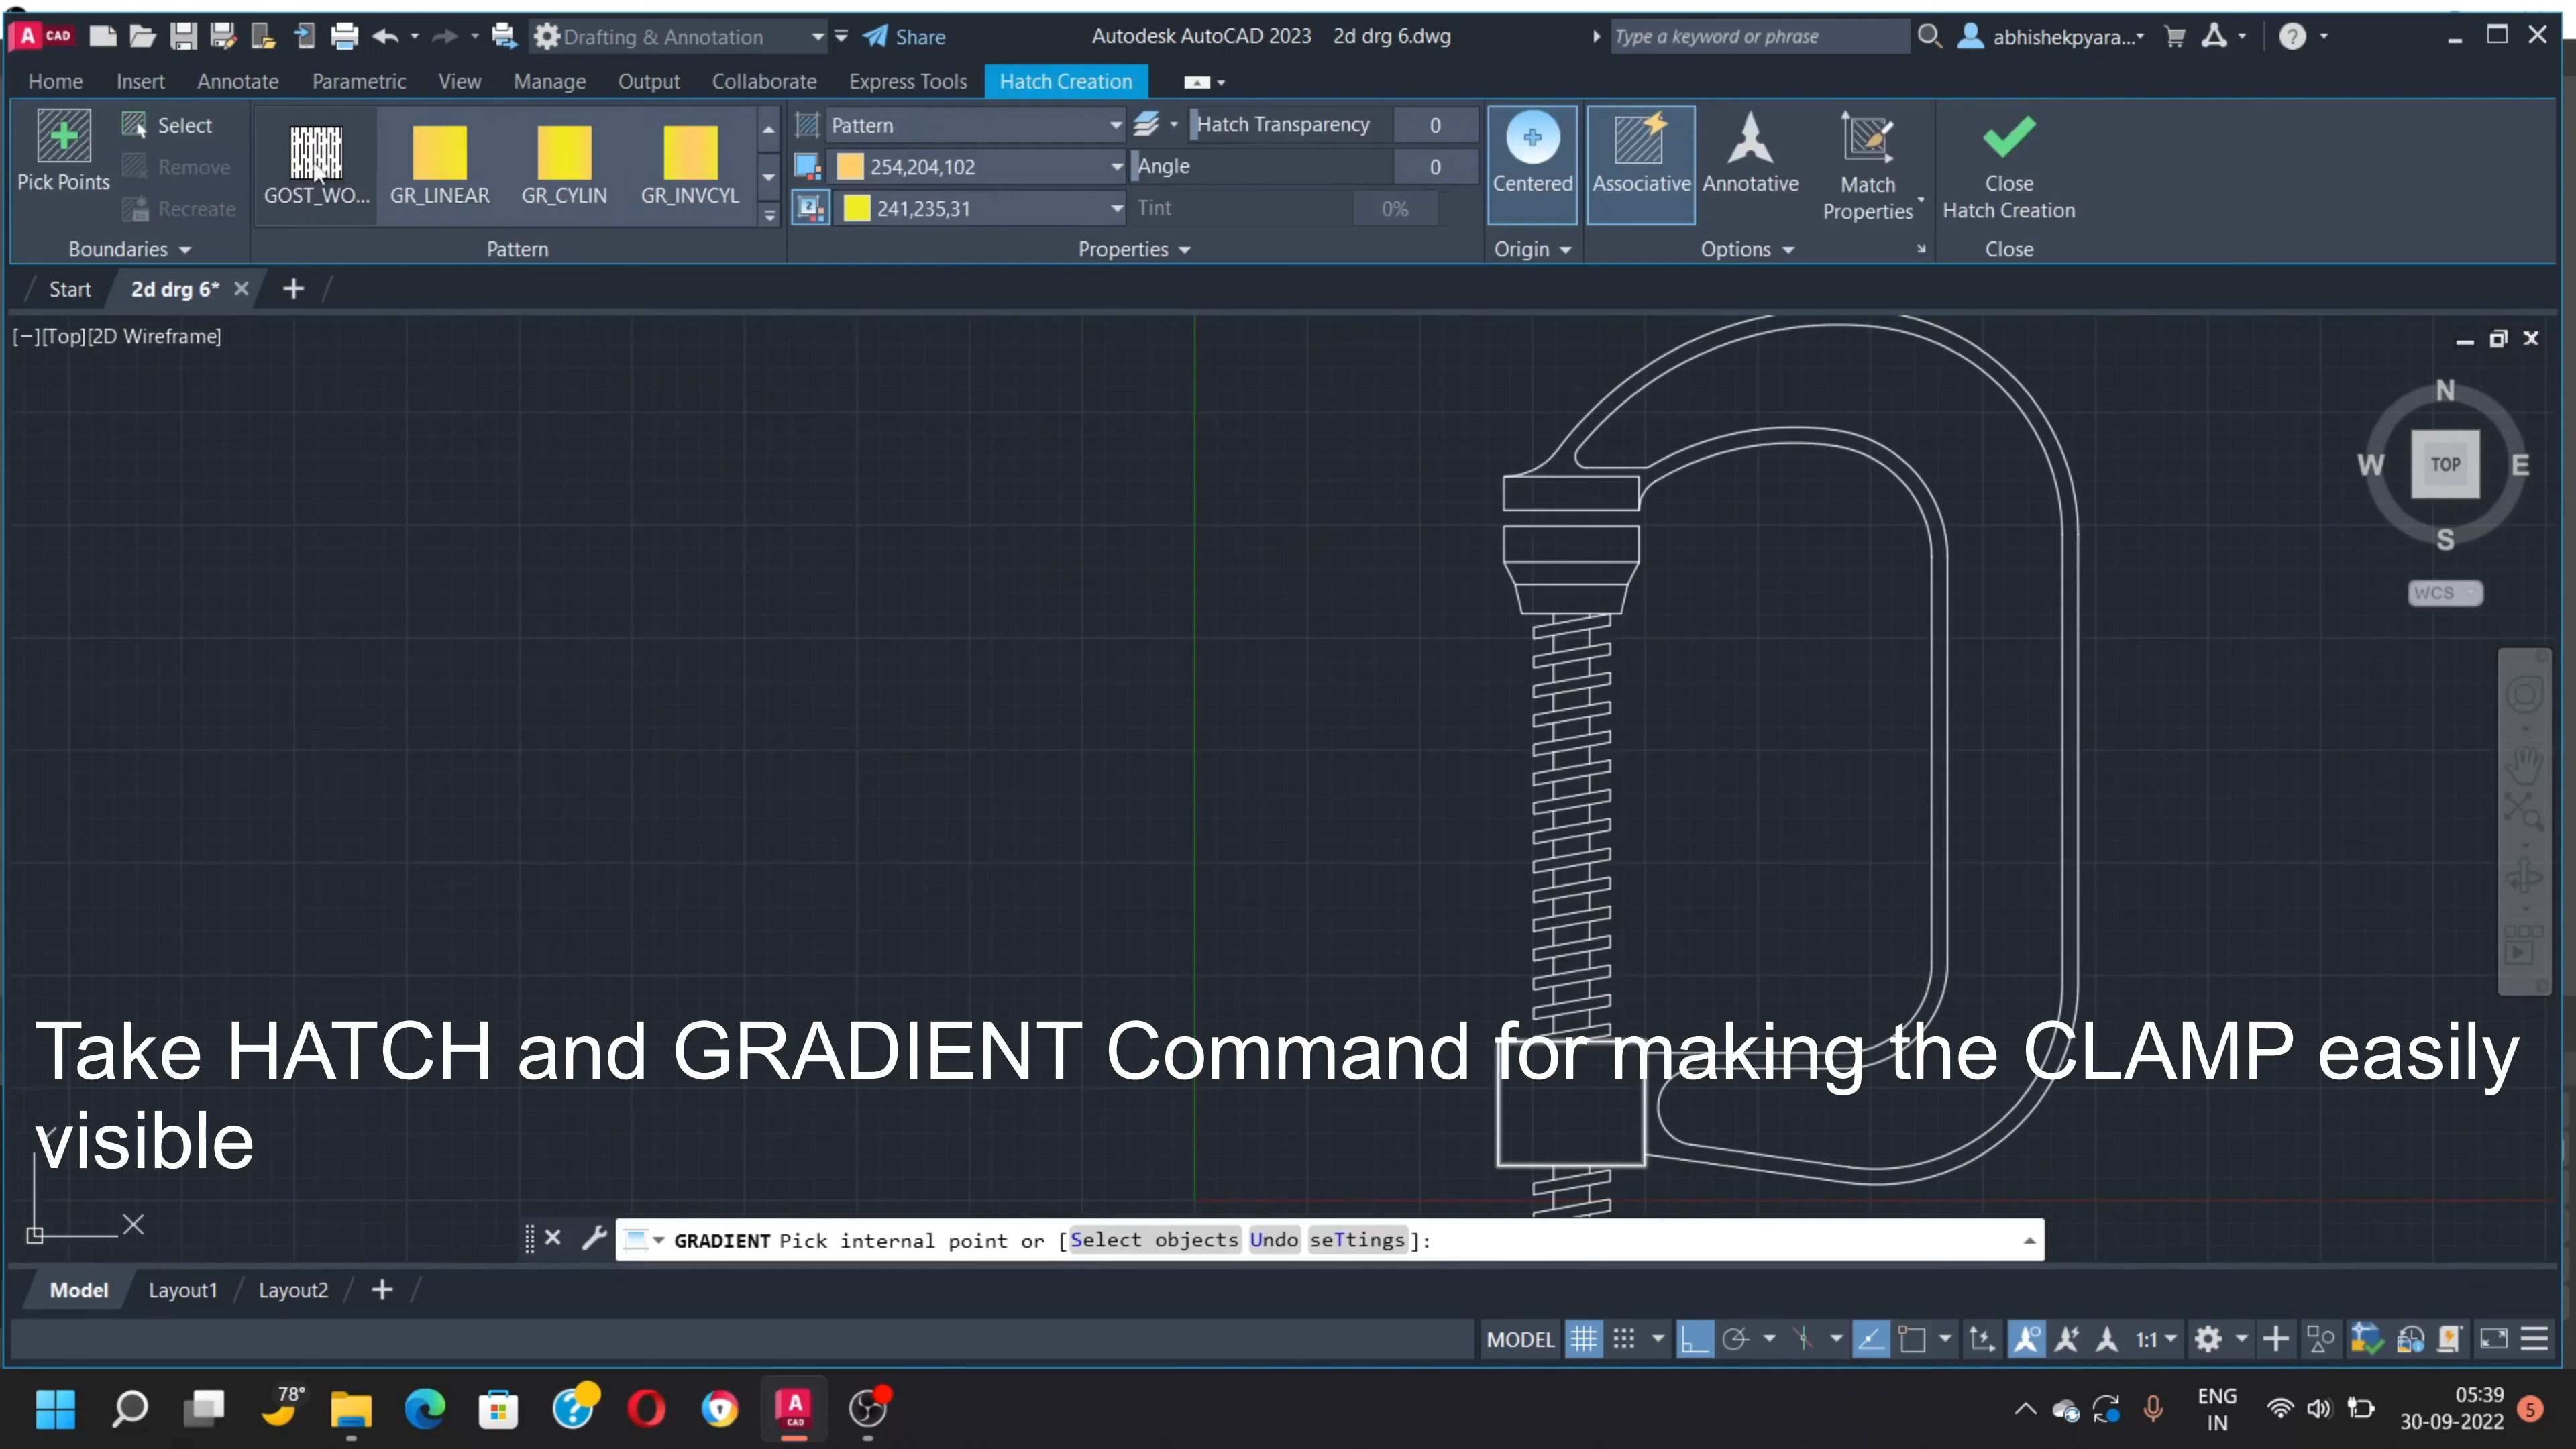 A CAD Drafting & Annotation Share Autodesk AutoCAD 2023 2d drg 6.dwg Type a keyword or phrase abhishekpyara...
Home Insert Annotate Parametric View Manage Output Collaborate Express Tools Hatch Creation
Pick Points
Select
Remove
Recreate
Boundaries
GOST_WO... GR_LINEAR GR_CYLIN GR_INVCYL
Pattern
Pattern Hatch Transparency 0
254,204,102 Angle 0
241,235,31 Tint 0%
Properties
Centered
Origin
Associative Annotative Match Properties
Options
Close Hatch Creation
Close
Start 2d drg 6*
[−][Top][2D Wireframe]
N
W TOP E
S
WCS
Take HATCH and GRADIENT Command for making the CLAMP easily
visible
X
GRADIENT Pick internal point or [Select objects Undo seTtings]:
Model Layout1 Layout2
MODEL 1:1
78°
A CAD
ENG
IN
05:39
30-09-2022
5